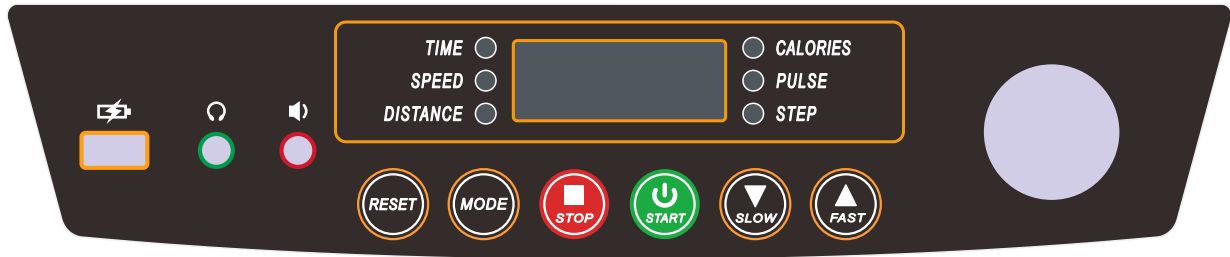 TIME
SPEED
DISTANCE
CALORIES
PULSE
STEP
RESET
MODE
STOP
START
SLOW
FAST